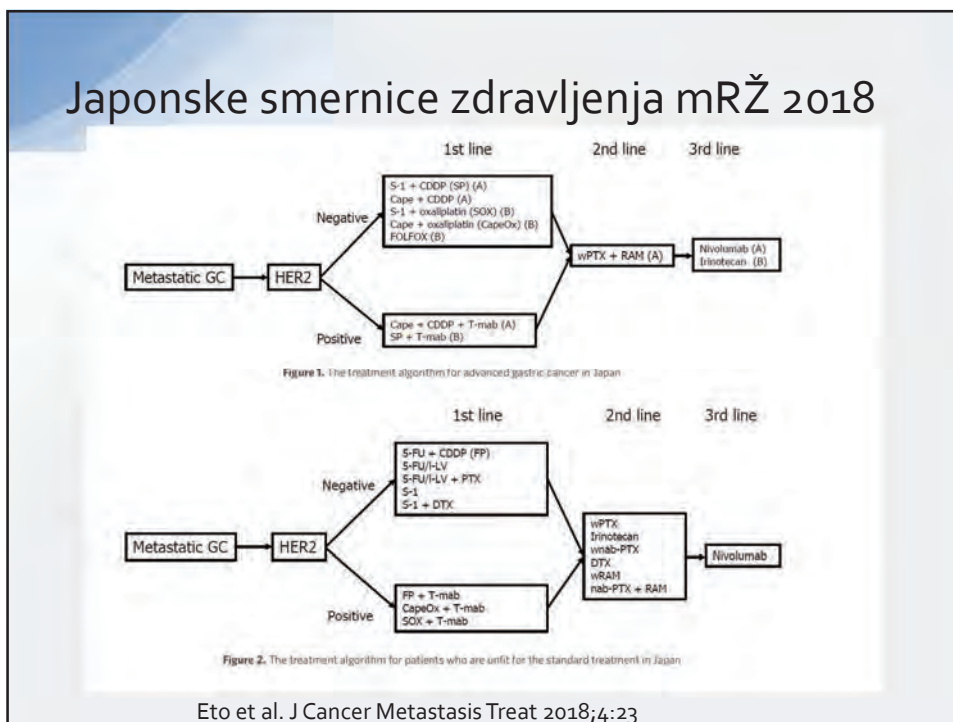 Japonske smernice zdravljenja mRŽ 2018
1st line
2nd line
3rd line
Negative
S-1 + CDDP (SP) (A)
Cape + CDDP (A)
S-1 + oxaliplatin (SOX) (B)
Cape + oxaliplatin (CapeOx) (B)
FOLFOX (B)
Metastatic GC
HER2
wPTX + RAM (A)
Nivolumab (A)
Irinotecan (B)
Positive
Cape + CDDP + T-mab (A)
SP + T-mab (B)
Figure 1. The treatment algorithm for advanced gastric cancer in Japan
1st line
2nd line
3rd line
Negative
5-FU + CDDP (FP)
5-FU/l-LV
5-FU/l-LV + PTX
S-1
S-1 + DTX
Metastatic GC
HER2
wPTX
Irinotecan
wnab-PTX
DTX
wRAM
nab-PTX + RAM
Nivolumab
Positive
FP + T-mab
CapeOx + T-mab
SOX + T-mab
Figure 2. The treatment algorithm for patients who are unfit for the standard treatment in Japan
Eto et al. J Cancer Metastasis Treat 2018;4:23